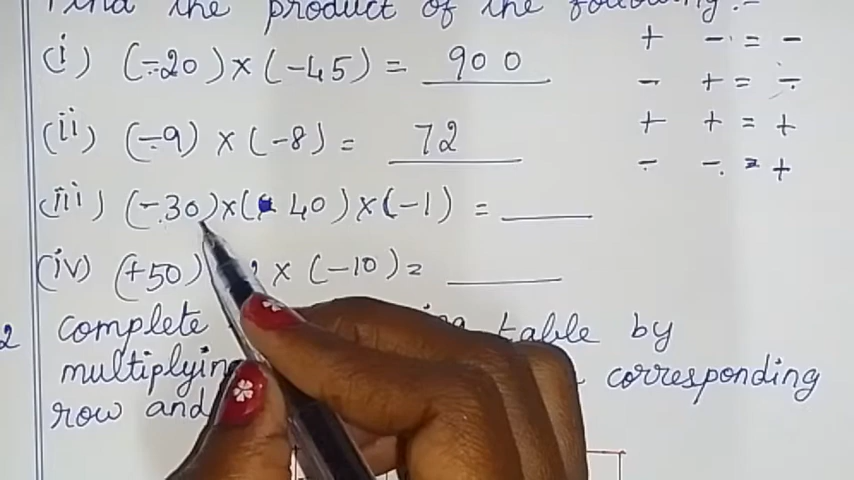 Find the product of the following:-
(i) (-20) × (-45) = 900
(ii) (-9) × (-8) = 72
(iii) (-30) × ( 40) × (-1) =
(iv) (+50) × (-10) =
2 complete table by
multiplying corresponding
row and
+ - = -
- + = -
+ + = +
- - = +